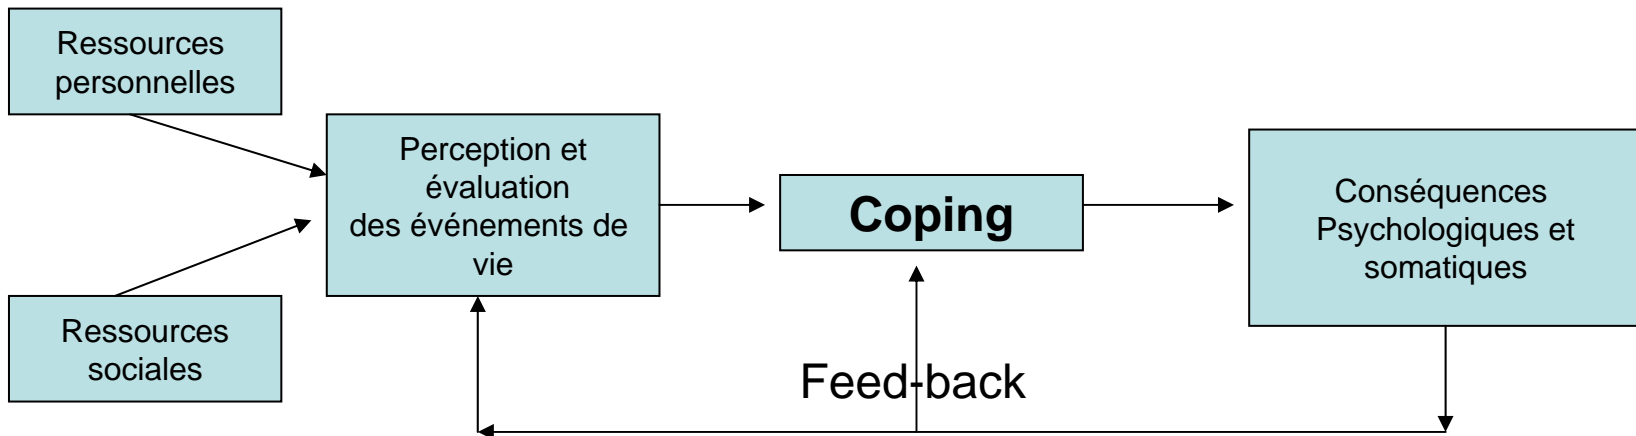 Ressources
personnelles
Perception et
évaluation
des événements de
vie
Coping
Conséquences
Psychologiques et
somatiques
Ressources
sociales
Feed-back